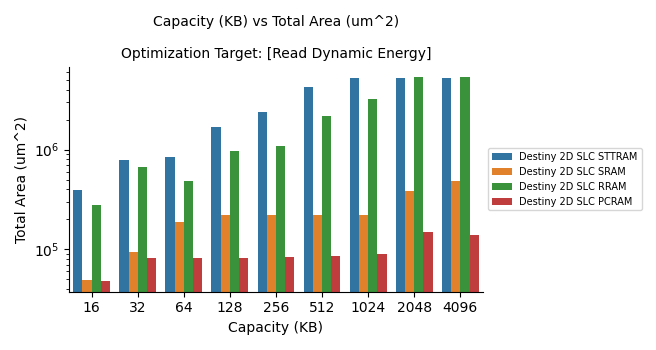 Capacity (KB) vs Total Area (um^2)
Optimization Target: [Read Dynamic Energy]
Total Area (um^2)
10^6
10^5
16 32 64 128 256 512 1024 2048 4096
Capacity (KB)
Destiny 2D SLC STTRAM
Destiny 2D SLC SRAM
Destiny 2D SLC RRAM
Destiny 2D SLC PCRAM